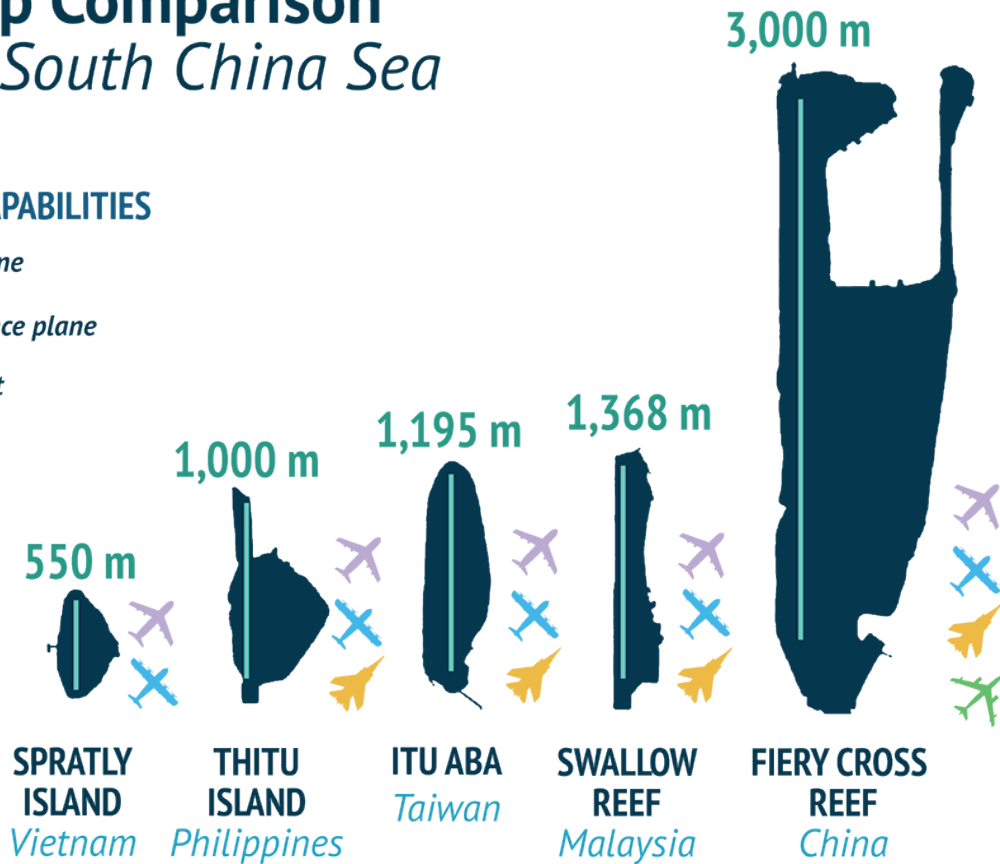 p Comparison
South China Sea
3,000 m
PABILITIES
ne
ce plane
t
1,368 m
1,195 m
1,000 m
550 m
SPRATLY
ISLAND
Vietnam
THITU
ISLAND
Philippines
ITU ABA
Taiwan
SWALLOW
REEF
Malaysia
FIERY CROSS
REEF
China